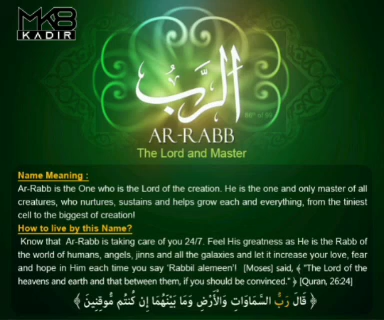 MKB
KADIR
الرَّبُّ
AR-RABB
The Lord and Master
Name Meaning :
Ar-Rabb is the One who is the Lord of the creation. He is the one and only master of all
creatures, who nurtures, sustains and helps grow each and everything, from the tiniest
cell to the biggest of creation!
How to live by this Name?
Know that Ar-Rabb is taking care of you 24/7. Feel His greatness as He is the Rabb of
the world of humans, angels, jinns and all the galaxies and let it increase your love, fear
and hope in Him each time you say 'Rabbil alemeen'! [Moses] said, ﴾ "The Lord of the
heavens and earth and that between them, if you should be convinced." ﴿ [Quran, 26:24]
﴿ قَالَ رَبُّ السَّمَاوَاتِ وَالْأَرْضِ وَمَا بَيْنَهُمَا إِن كُنتُم مُّوقِنِينَ ﴾